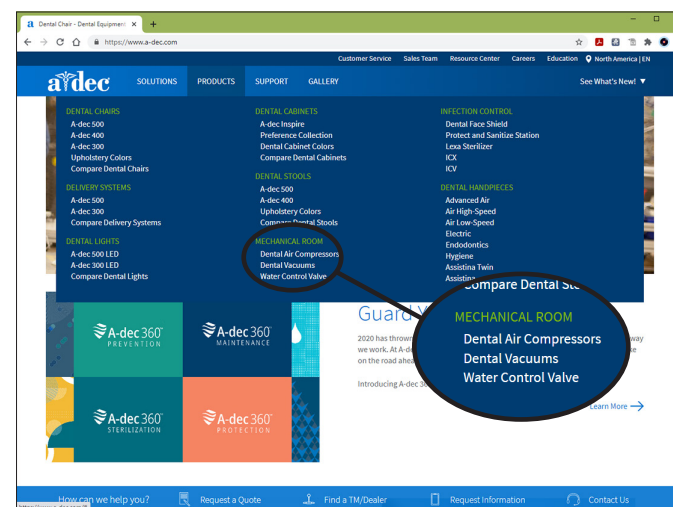 Dental Chair - Dental Equipment
https://www.a-dec.com
Customer Service Sales Team Resource Center Careers Education North America | EN
a dec SOLUTIONS PRODUCTS SUPPORT GALLERY See What's New!
DENTAL CHAIRS
A-dec 500
A-dec 400
A-dec 300
Upholstery Colors
Compare Dental Chairs
DELIVERY SYSTEMS
A-dec 500
A-dec 300
Compare Delivery Systems
DENTAL LIGHTS
A-dec 500 LED
A-dec 300 LED
Compare Dental Lights
DENTAL CABINETS
A-dec Inspire
Preference Collection
Dental Cabinet Colors
Compare Dental Cabinets
DENTAL STOOLS
A-dec 500
A-dec 400
Upholstery Colors
Compare Dental Stools
MECHANICAL ROOM
Dental Air Compressors
Dental Vacuums
Water Control Valve
INFECTION CONTROL
Dental Face Shield
Protect and Sanitize Station
Lexa Sterilizer
ICX
ICV
DENTAL HANDPIECES
Advanced Air
Air High-Speed
Air Low-Speed
Electric
Endodontics
Hygiene
Assistina Twin
Assistina
Compare Dental
MECHANICAL ROOM
Dental Air Compressors
Dental Vacuums
Water Control Valve
A-dec 360
PREVENTION
A-dec 360
MAINTENANCE
A-dec 360
STERILIZATION
A-dec 360
PROTECTION
Guard
2020 has thrown way
we work. At A-de
on the road ahea
Introducing A-dec 36
Learn More
How can we help you? Request a Quote Find a TM/Dealer Request Information Contact Us